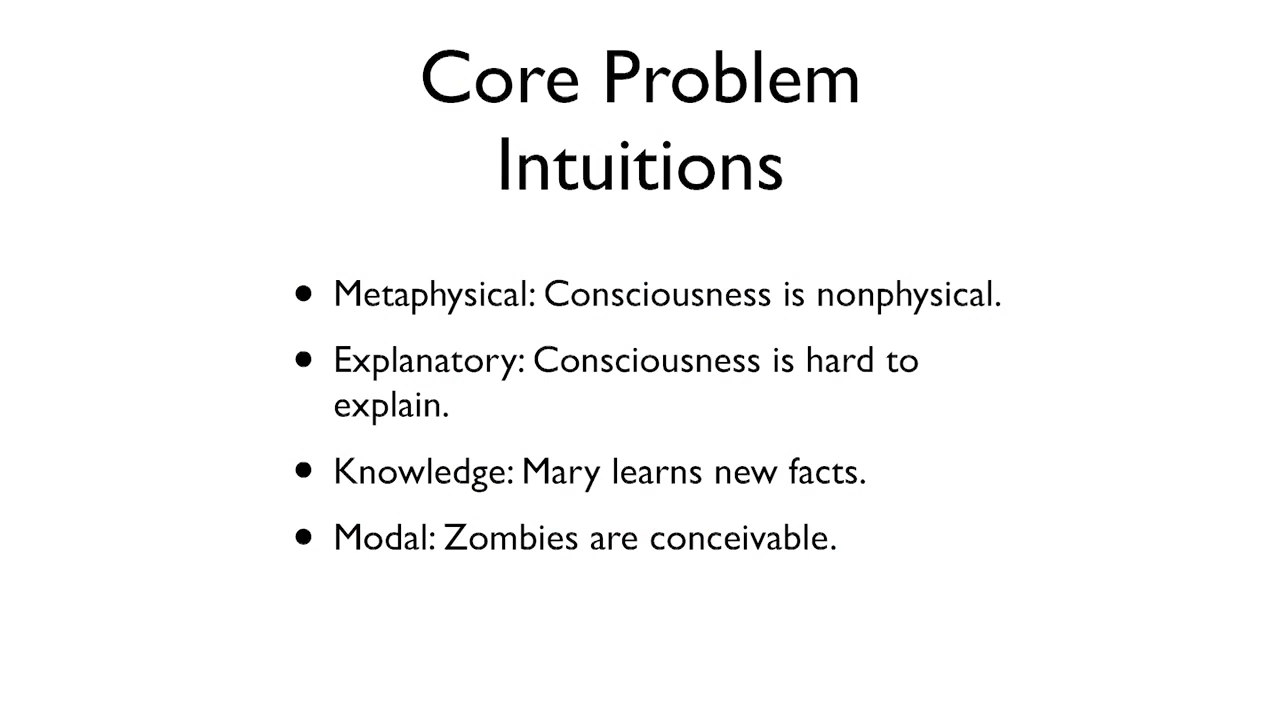 Core Problem
Intuitions
• Metaphysical: Consciousness is nonphysical.
• Explanatory: Consciousness is hard to
explain.
• Knowledge: Mary learns new facts.
• Modal: Zombies are conceivable.